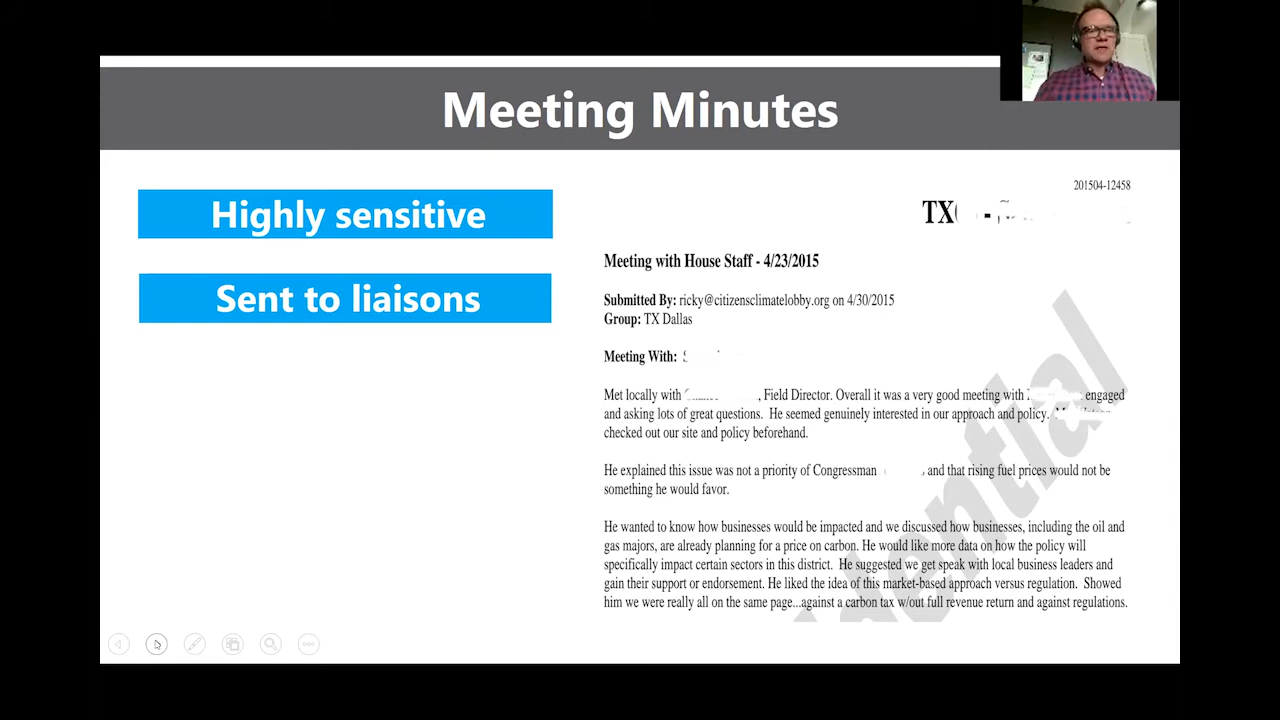 Meeting Minutes
Highly sensitive
Sent to liaisons
201504-12458
TX -
Meeting with House Staff - 4/23/2015
Submitted By: ricky@citizensclimatelobby.org on 4/30/2015
Group: TX Dallas
Meeting With:
Met locally with , Field Director. Overall it was a very good meeting with engaged
and asking lots of great questions. He seemed genuinely interested in our approach and policy.
checked out our site and policy beforehand.
He explained this issue was not a priority of Congressman and that rising fuel prices would not be
something he would favor.
He wanted to know how businesses would be impacted and we discussed how businesses, including the oil and
gas majors, are already planning for a price on carbon. He would like more data on how the policy will
specifically impact certain sectors in this district. He suggested we get speak with local business leaders and
gain their support or endorsement. He liked the idea of this market-based approach versus regulation. Showed
him we were really all on the same page...against a carbon tax w/out full revenue return and against regulations.
dential